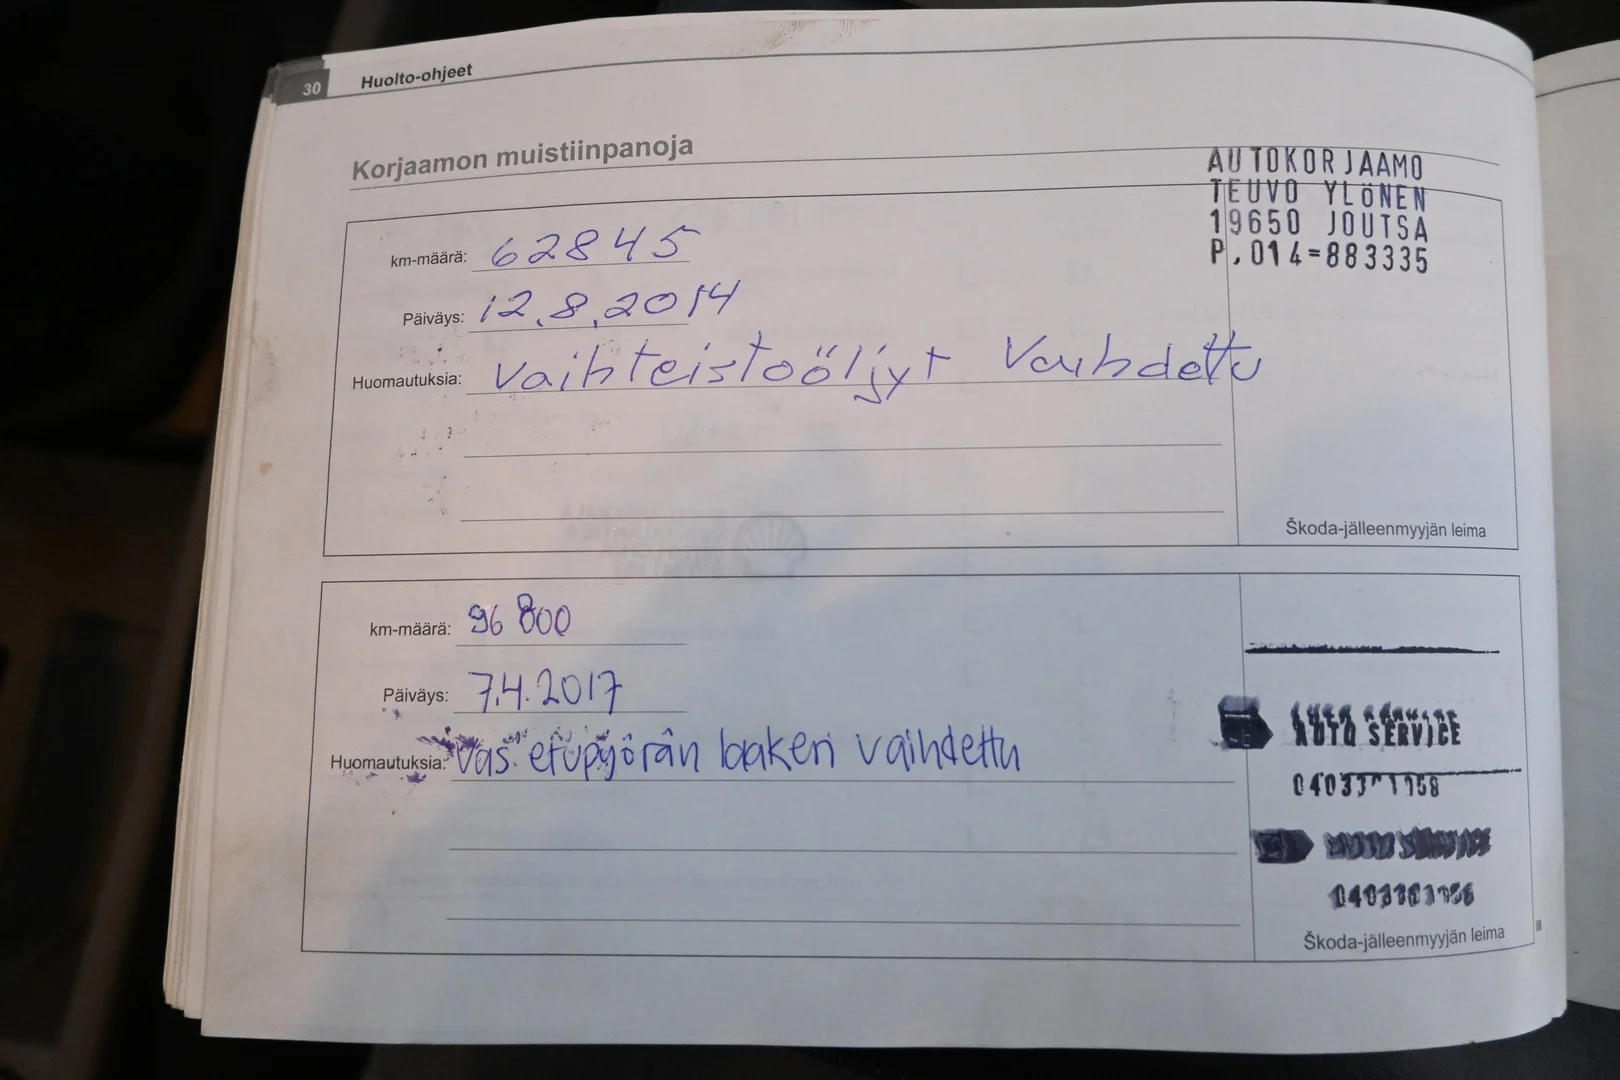 30 Huolto-ohjeet
Korjaamon muistiinpanoja
AUTOKORJAAMO
TEUVO YLÖNEN
19650 JOUTSA
P.014=883335
km-määrä: 62845
Päiväys: 12.8.2014
Huomautuksia: Vaihteistoöljyt Vaihdettu
Škoda-jälleenmyyjän leima
km-määrä: 96 800
Päiväys: 7.4.2017
Huomautuksia: Vas. etupyörän laakeri vaihdettu
AUTO SERVICE
Škoda-jälleenmyyjän leima